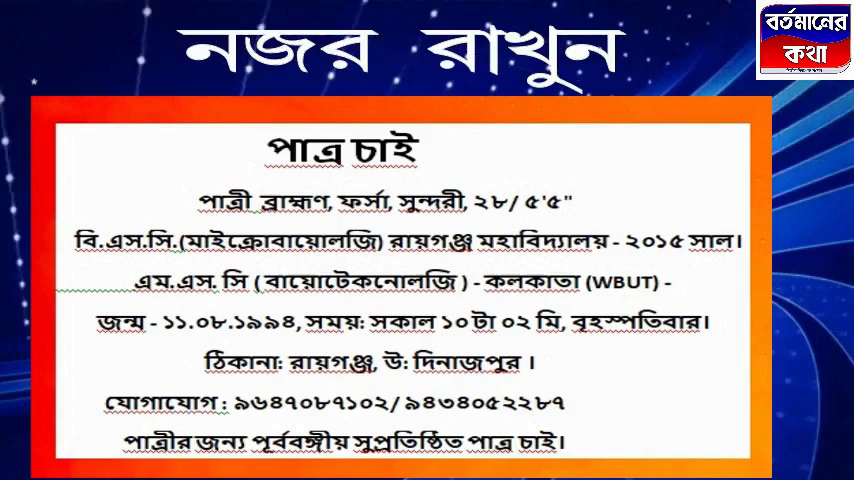 নজর রাখুন
বর্তমানের
কথা
পাত্র চাই
পাত্রী ব্রাহ্মণ, ফর্সা, সুন্দরী, ২৮/ ৫'৫"
বি.এস.সি.(মাইক্রোবায়োলজি) রায়গঞ্জ মহাবিদ্যালয় - ২০১৫ সাল।
এম.এস. সি ( বায়োটেকনোলজি ) - কলকাতা (WBUT) -
জন্ম - ১১.০৮.১৯৯৪, সময়: সকাল ১০ টা ০২ মি, বৃহস্পতিবার।
ঠিকানা: রায়গঞ্জ, উ: দিনাজপুর ।
যোগাযোগ : ৯৬৪৭০৮৭১০২/ ৯৪৩৪০৫২২৮৭
পাত্রীর জন্য পূর্ববঙ্গীয় সুপ্রতিষ্ঠিত পাত্র চাই।